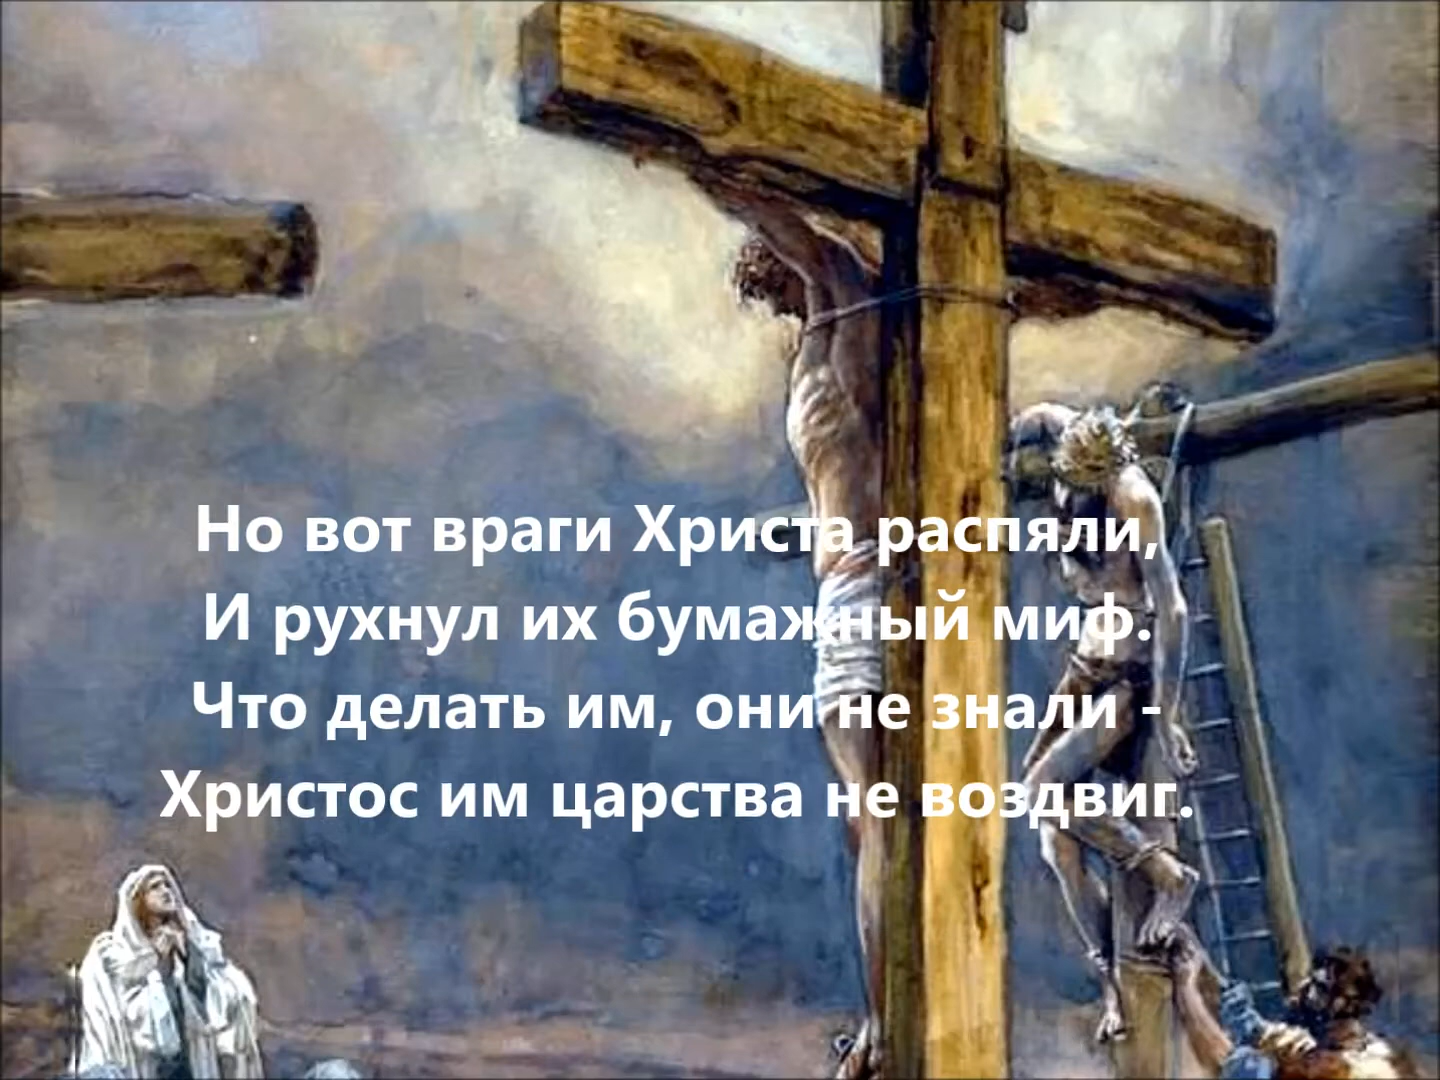 Но вот враги Христа распяли,
И рухнул их бумажный миф.
Что делать им, они не знали -
Христос им царства не воздвиг.